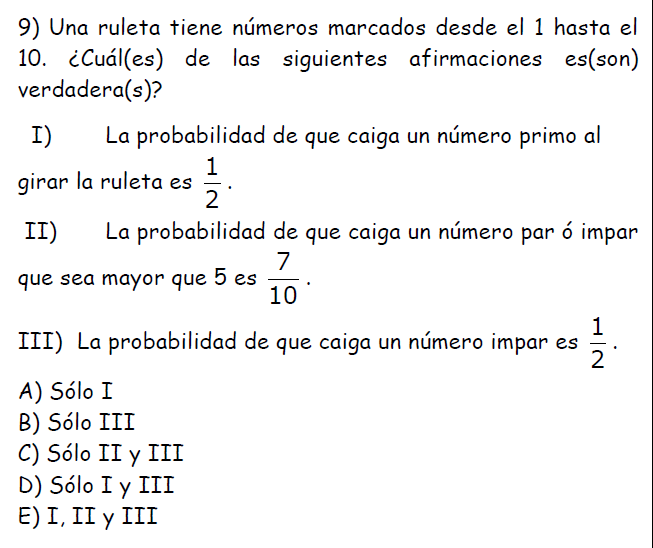 9) Una ruleta tiene números marcados desde el 1 hasta el
10. ¿Cuál(es) de las siguientes afirmaciones es(son)
verdadera(s)?
I) La probabilidad de que caiga un número primo al
girar la ruleta es 1/2 .
II) La probabilidad de que caiga un número par ó impar
que sea mayor que 5 es 7/10 .
III) La probabilidad de que caiga un número impar es 1/2 .
A) Sólo I
B) Sólo III
C) Sólo II y III
D) Sólo I y III
E) I, II y III